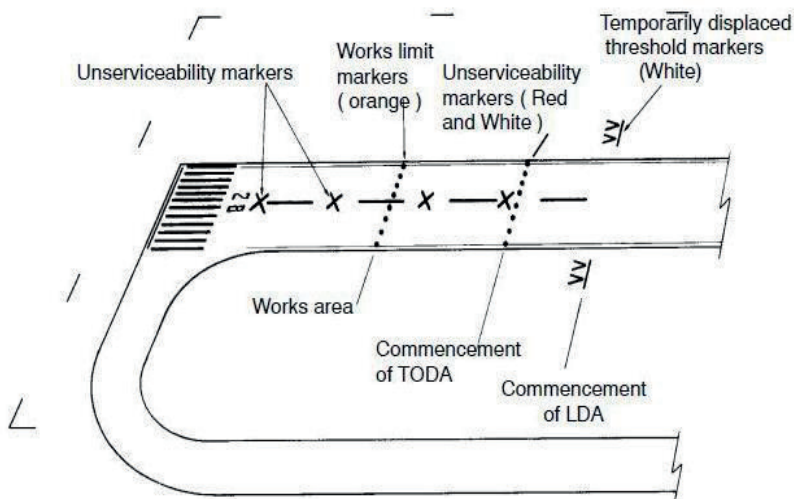 Temporarily displaced
threshold markers
(White)
Works limit
markers
( orange )
Unserviceability markers
Unserviceability
markers ( Red
and White )
28
Works area
Commencement
of TODA
Commencement
of LDA